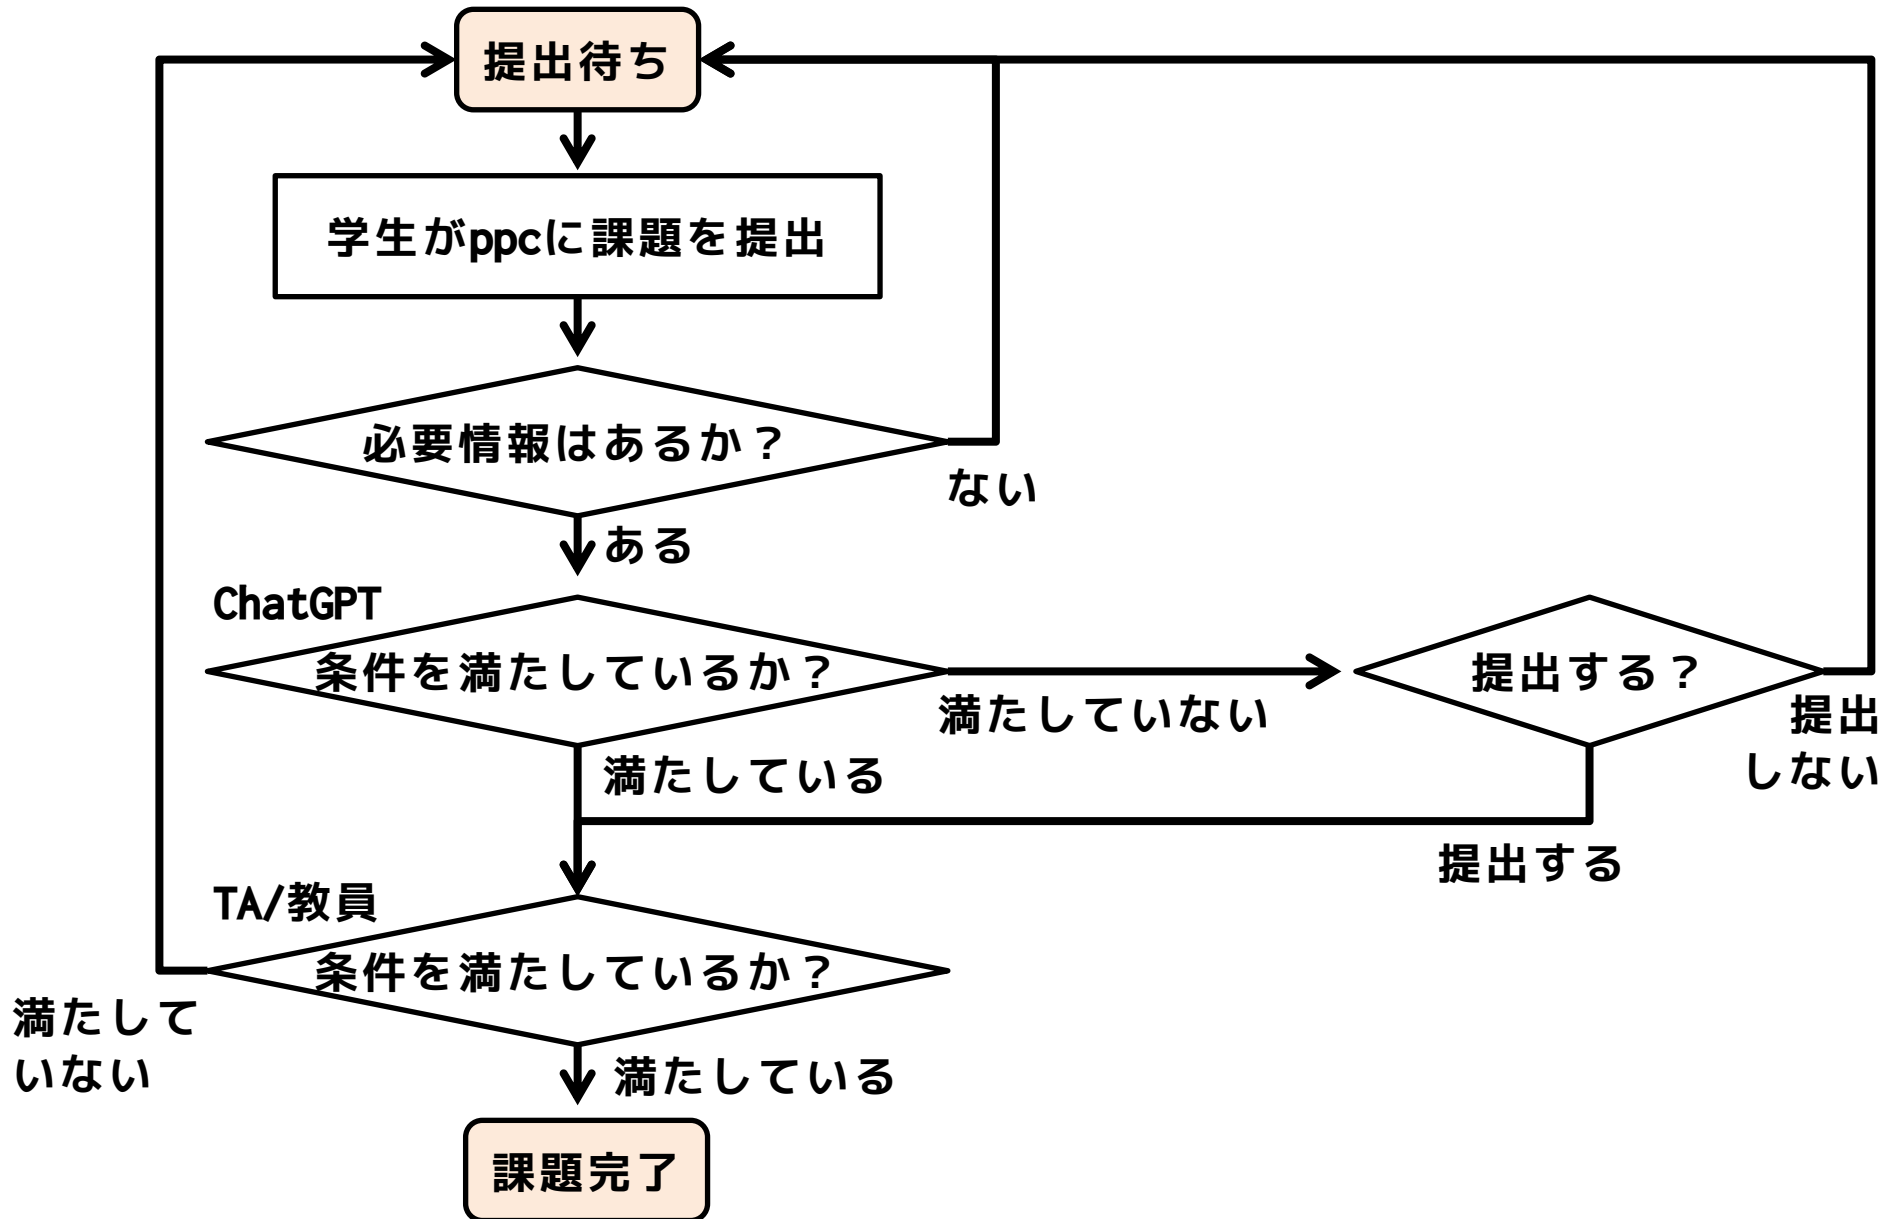 提出待ち
学生がppcに課題を提出
必要情報はあるか？
ない
ある
ChatGPT
条件を満たしているか？
満たしていない
提出する？
提出
しない
満たしている
提出する
TA/教員
条件を満たしているか？
満たして
いない
満たしている
課題完了